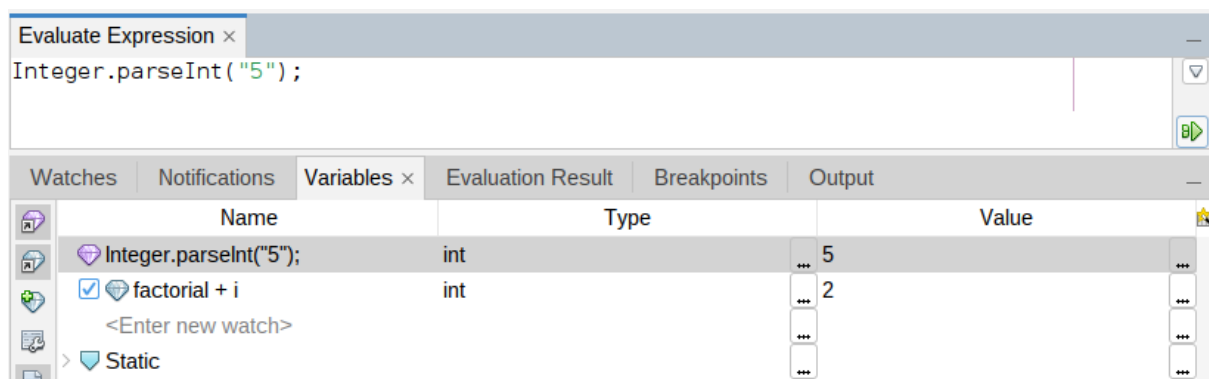 Evaluate Expression ×
Integer.parseInt("5");
Watches Notifications Variables × Evaluation Result Breakpoints Output
Name Type Value
Integer.parseInt("5"); int ... 5 ...
factorial + i int ... 2 ...
<Enter new watch> ... ...
Static ... ...